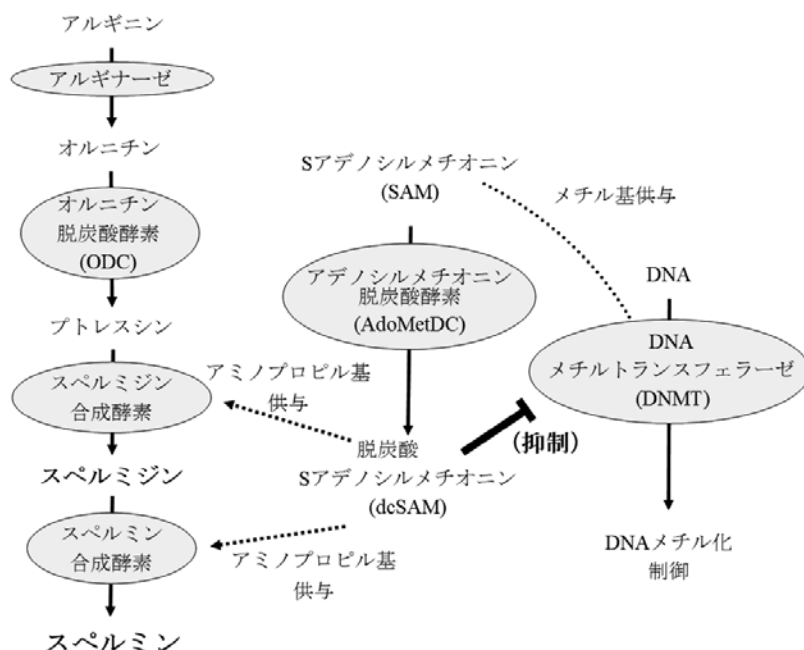 アルギニン
アルギナーゼ
オルニチン
オルニチン
脱炭酸酵素
(ODC)
プトレスシン
スペルミジン
合成酵素
スペルミジン
スペルミン
合成酵素
スペルミン
Sアデノシルメチオニン
(SAM)
アデノシルメチオニン
脱炭酸酵素
(AdoMetDC)
アミノプロピル基
供与
脱炭酸
Sアデノシルメチオニン
(dcSAM)
アミノプロピル基
供与
(抑制)
メチル基供与
DNA
DNA
メチルトランスフェラーゼ
(DNMT)
DNAメチル化
制御